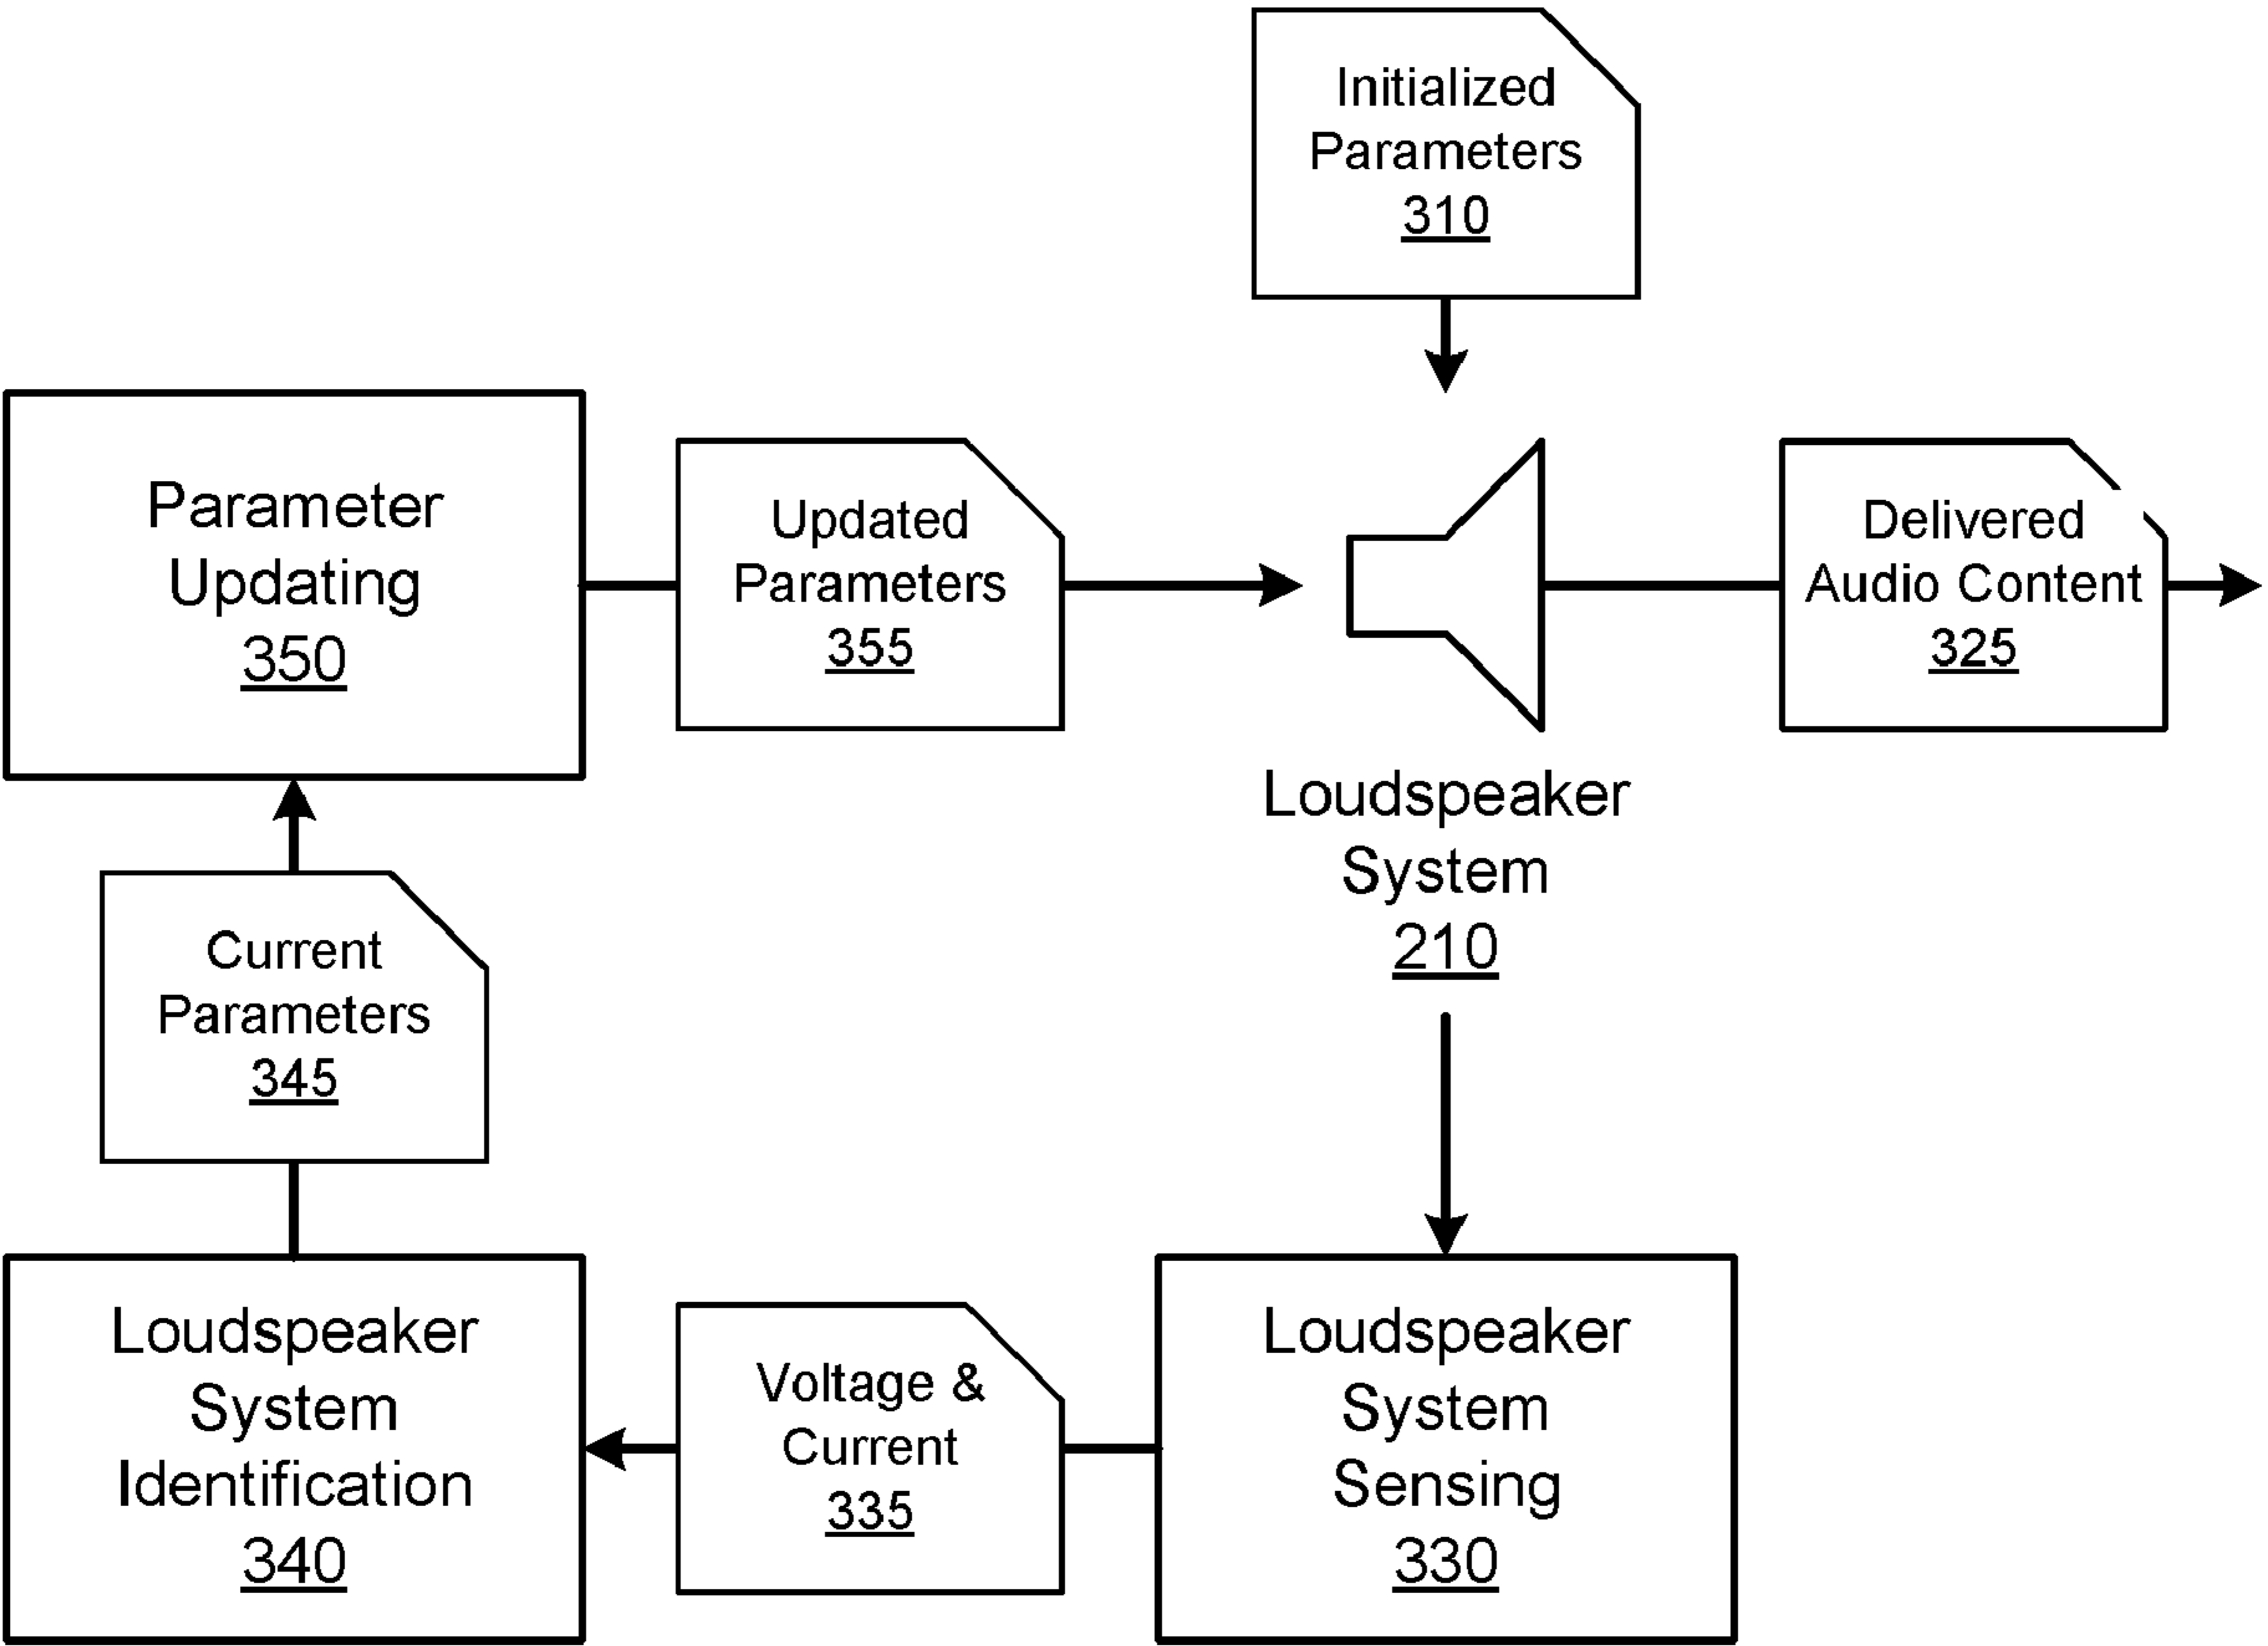 Initialized
Parameters
310
Parameter
Updating
350
Updated
Parameters
355
Delivered
Audio Content
325
Loudspeaker
System
210
Current
Parameters
345
Loudspeaker
System
Identification
340
Voltage &
Current
335
Loudspeaker
System
Sensing
330